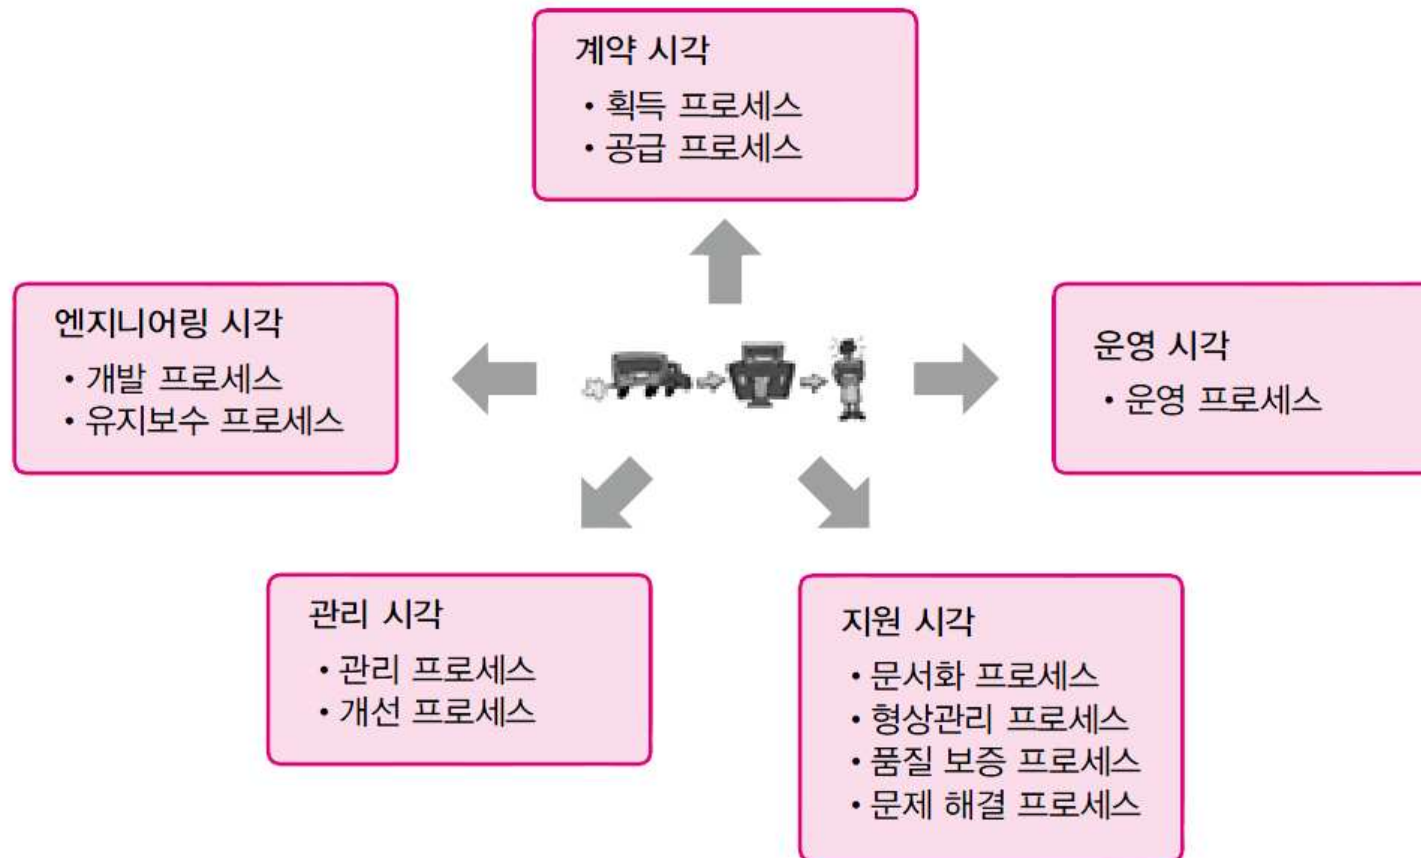 계약 시각
• 획득 프로세스
• 공급 프로세스
엔지니어링 시각
• 개발 프로세스
• 유지보수 프로세스
운영 시각
• 운영 프로세스
관리 시각
• 관리 프로세스
• 개선 프로세스
지원 시각
• 문서화 프로세스
• 형상관리 프로세스
• 품질 보증 프로세스
• 문제 해결 프로세스